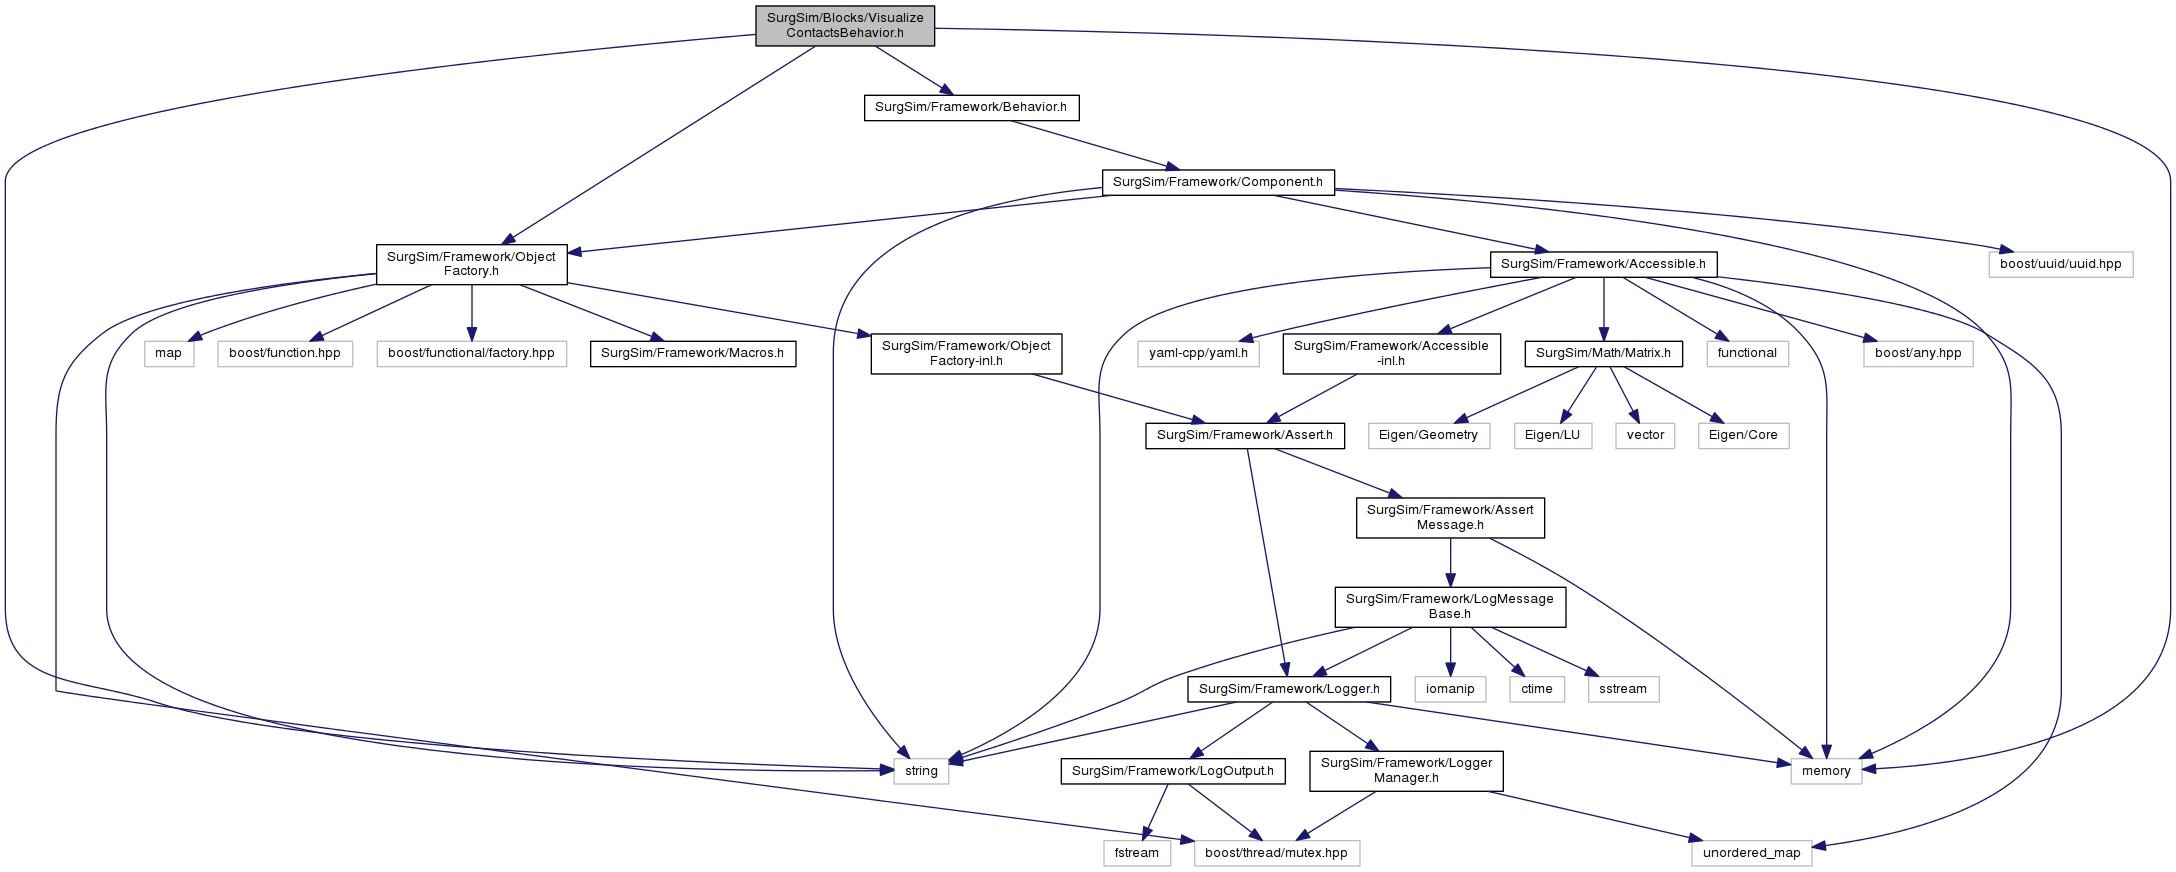 SurgSim/Blocks/Visualize
ContactsBehavior.h
SurgSim/Framework/Behavior.h
SurgSim/Framework/Component.h
SurgSim/Framework/Object
Factory.h
SurgSim/Framework/Accessible.h
boost/uuid/uuid.hpp
map
boost/function.hpp
boost/functional/factory.hpp
SurgSim/Framework/Macros.h
SurgSim/Framework/Object
Factory-inl.h
yaml-cpp/yaml.h
SurgSim/Framework/Accessible
-inl.h
SurgSim/Math/Matrix.h
functional
boost/any.hpp
SurgSim/Framework/Assert.h
Eigen/Geometry
Eigen/LU
vector
Eigen/Core
SurgSim/Framework/Assert
Message.h
SurgSim/Framework/LogMessage
Base.h
SurgSim/Framework/Logger.h
iomanip
ctime
sstream
string
SurgSim/Framework/LogOutput.h
SurgSim/Framework/Logger
Manager.h
memory
fstream
boost/thread/mutex.hpp
unordered_map